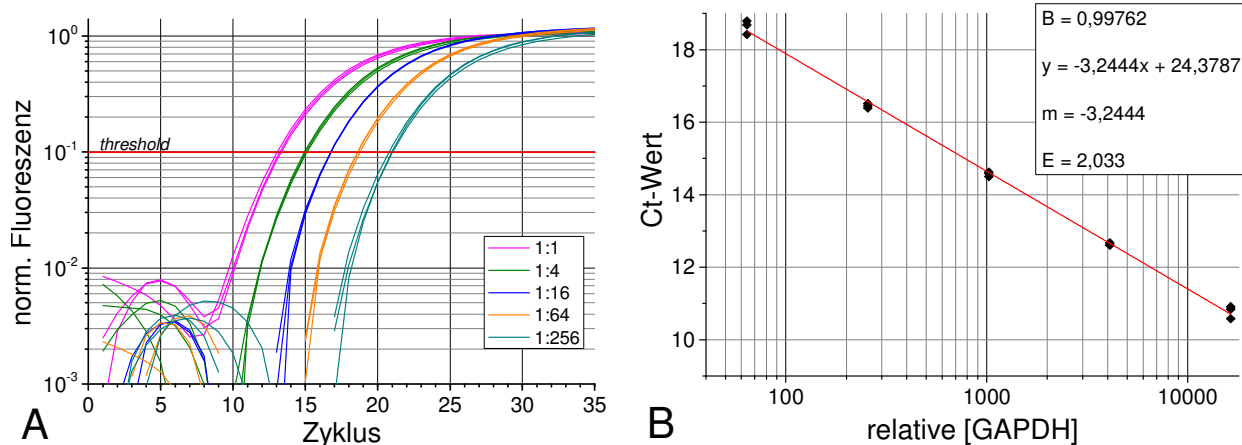 norm. Fluoreszenz
10⁰
10⁻¹
10⁻²
10⁻³
threshold
1:1
1:4
1:16
1:64
1:256
0 5 10 15 20 25 30 35
Zyklus
A
Ct-Wert
18
16
14
12
10
B = 0,99762
y = -3,2444x + 24,3787
m = -3,2444
E = 2,033
100 1000 10000
relative [GAPDH]
B